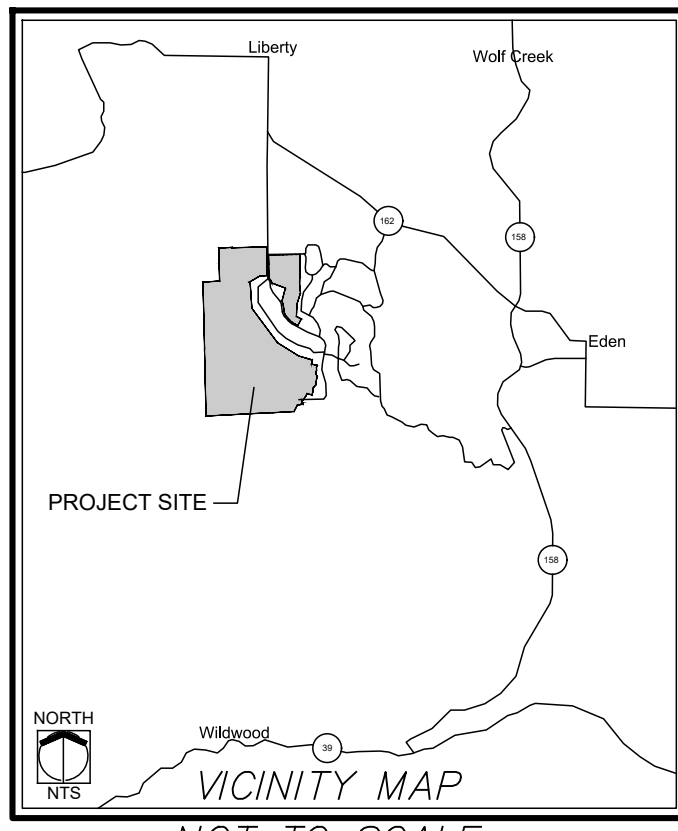 Liberty
Wolf Creek
162
158
Eden
PROJECT SITE
158
NORTH
NTS
Wildwood
39
VICINITY MAP
NOT TO SCALE